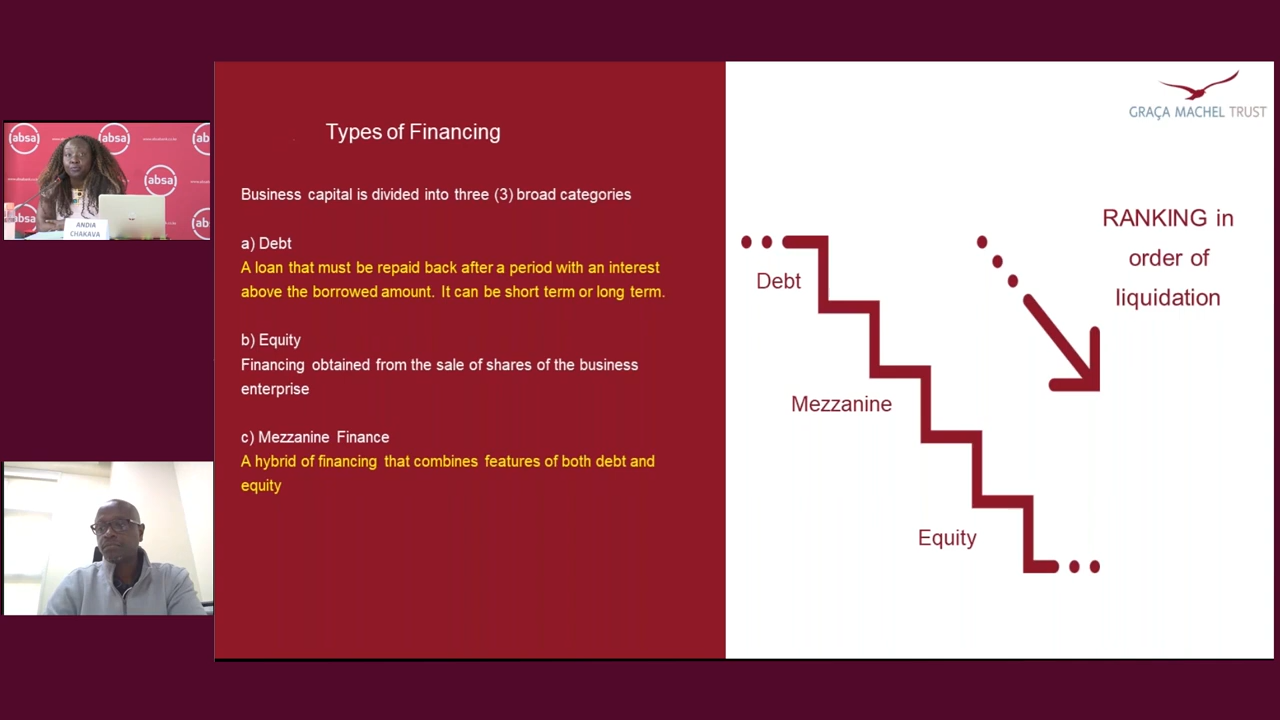 (absa)
(absa)
(absa)
(absa)
ANDIA
CHAKAVA
Types of Financing
Business capital is divided into three (3) broad categories
a) Debt
A loan that must be repaid back after a period with an interest
above the borrowed amount. It can be short term or long term.
b) Equity
Financing obtained from the sale of shares of the business
enterprise
c) Mezzanine Finance
A hybrid of financing that combines features of both debt and
equity
GRAÇA MACHEL TRUST
RANKING in
order of
liquidation
Debt
Mezzanine
Equity